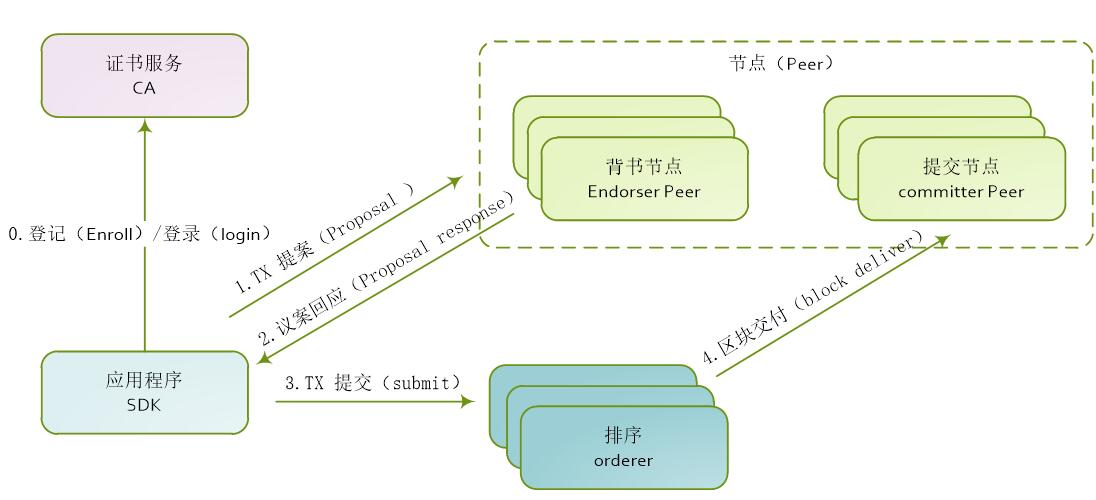 证书服务
CA
节点（Peer）
背书节点
Endorser Peer
提交节点
committer Peer
0.登记（Enroll）/登录（login）
1.TX 提案（Proposal ）
2.议案回应（Proposal response）
3.TX 提交（submit）
4.区块交付（block deliver）
应用程序
SDK
排序
orderer